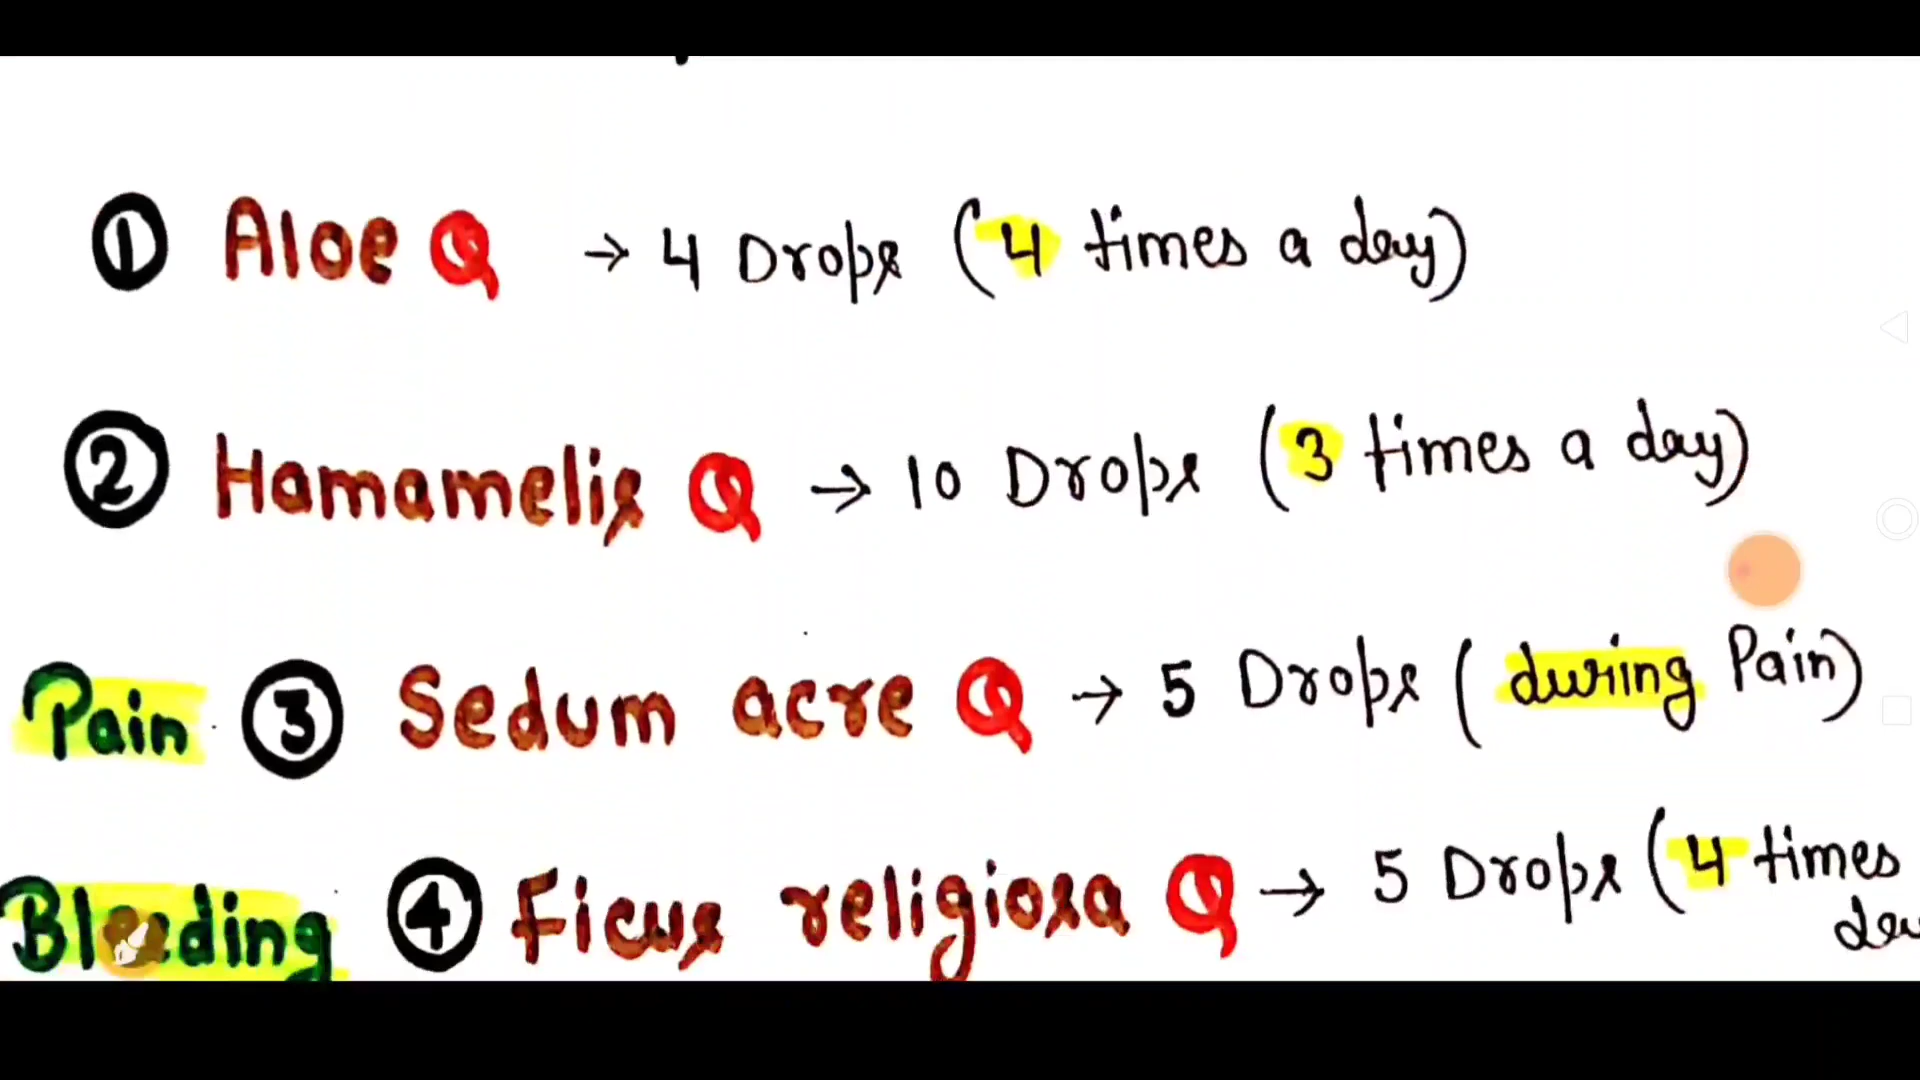 ① Aloe Q → 4 Drops (4 times a day)
② Hamamelis Q → 10 Drops (3 times a day)
Pain ③ Sedum acre Q → 5 Drops (during Pain)
Bleeding ④ Ficus religiosa Q → 5 Drops (4 times